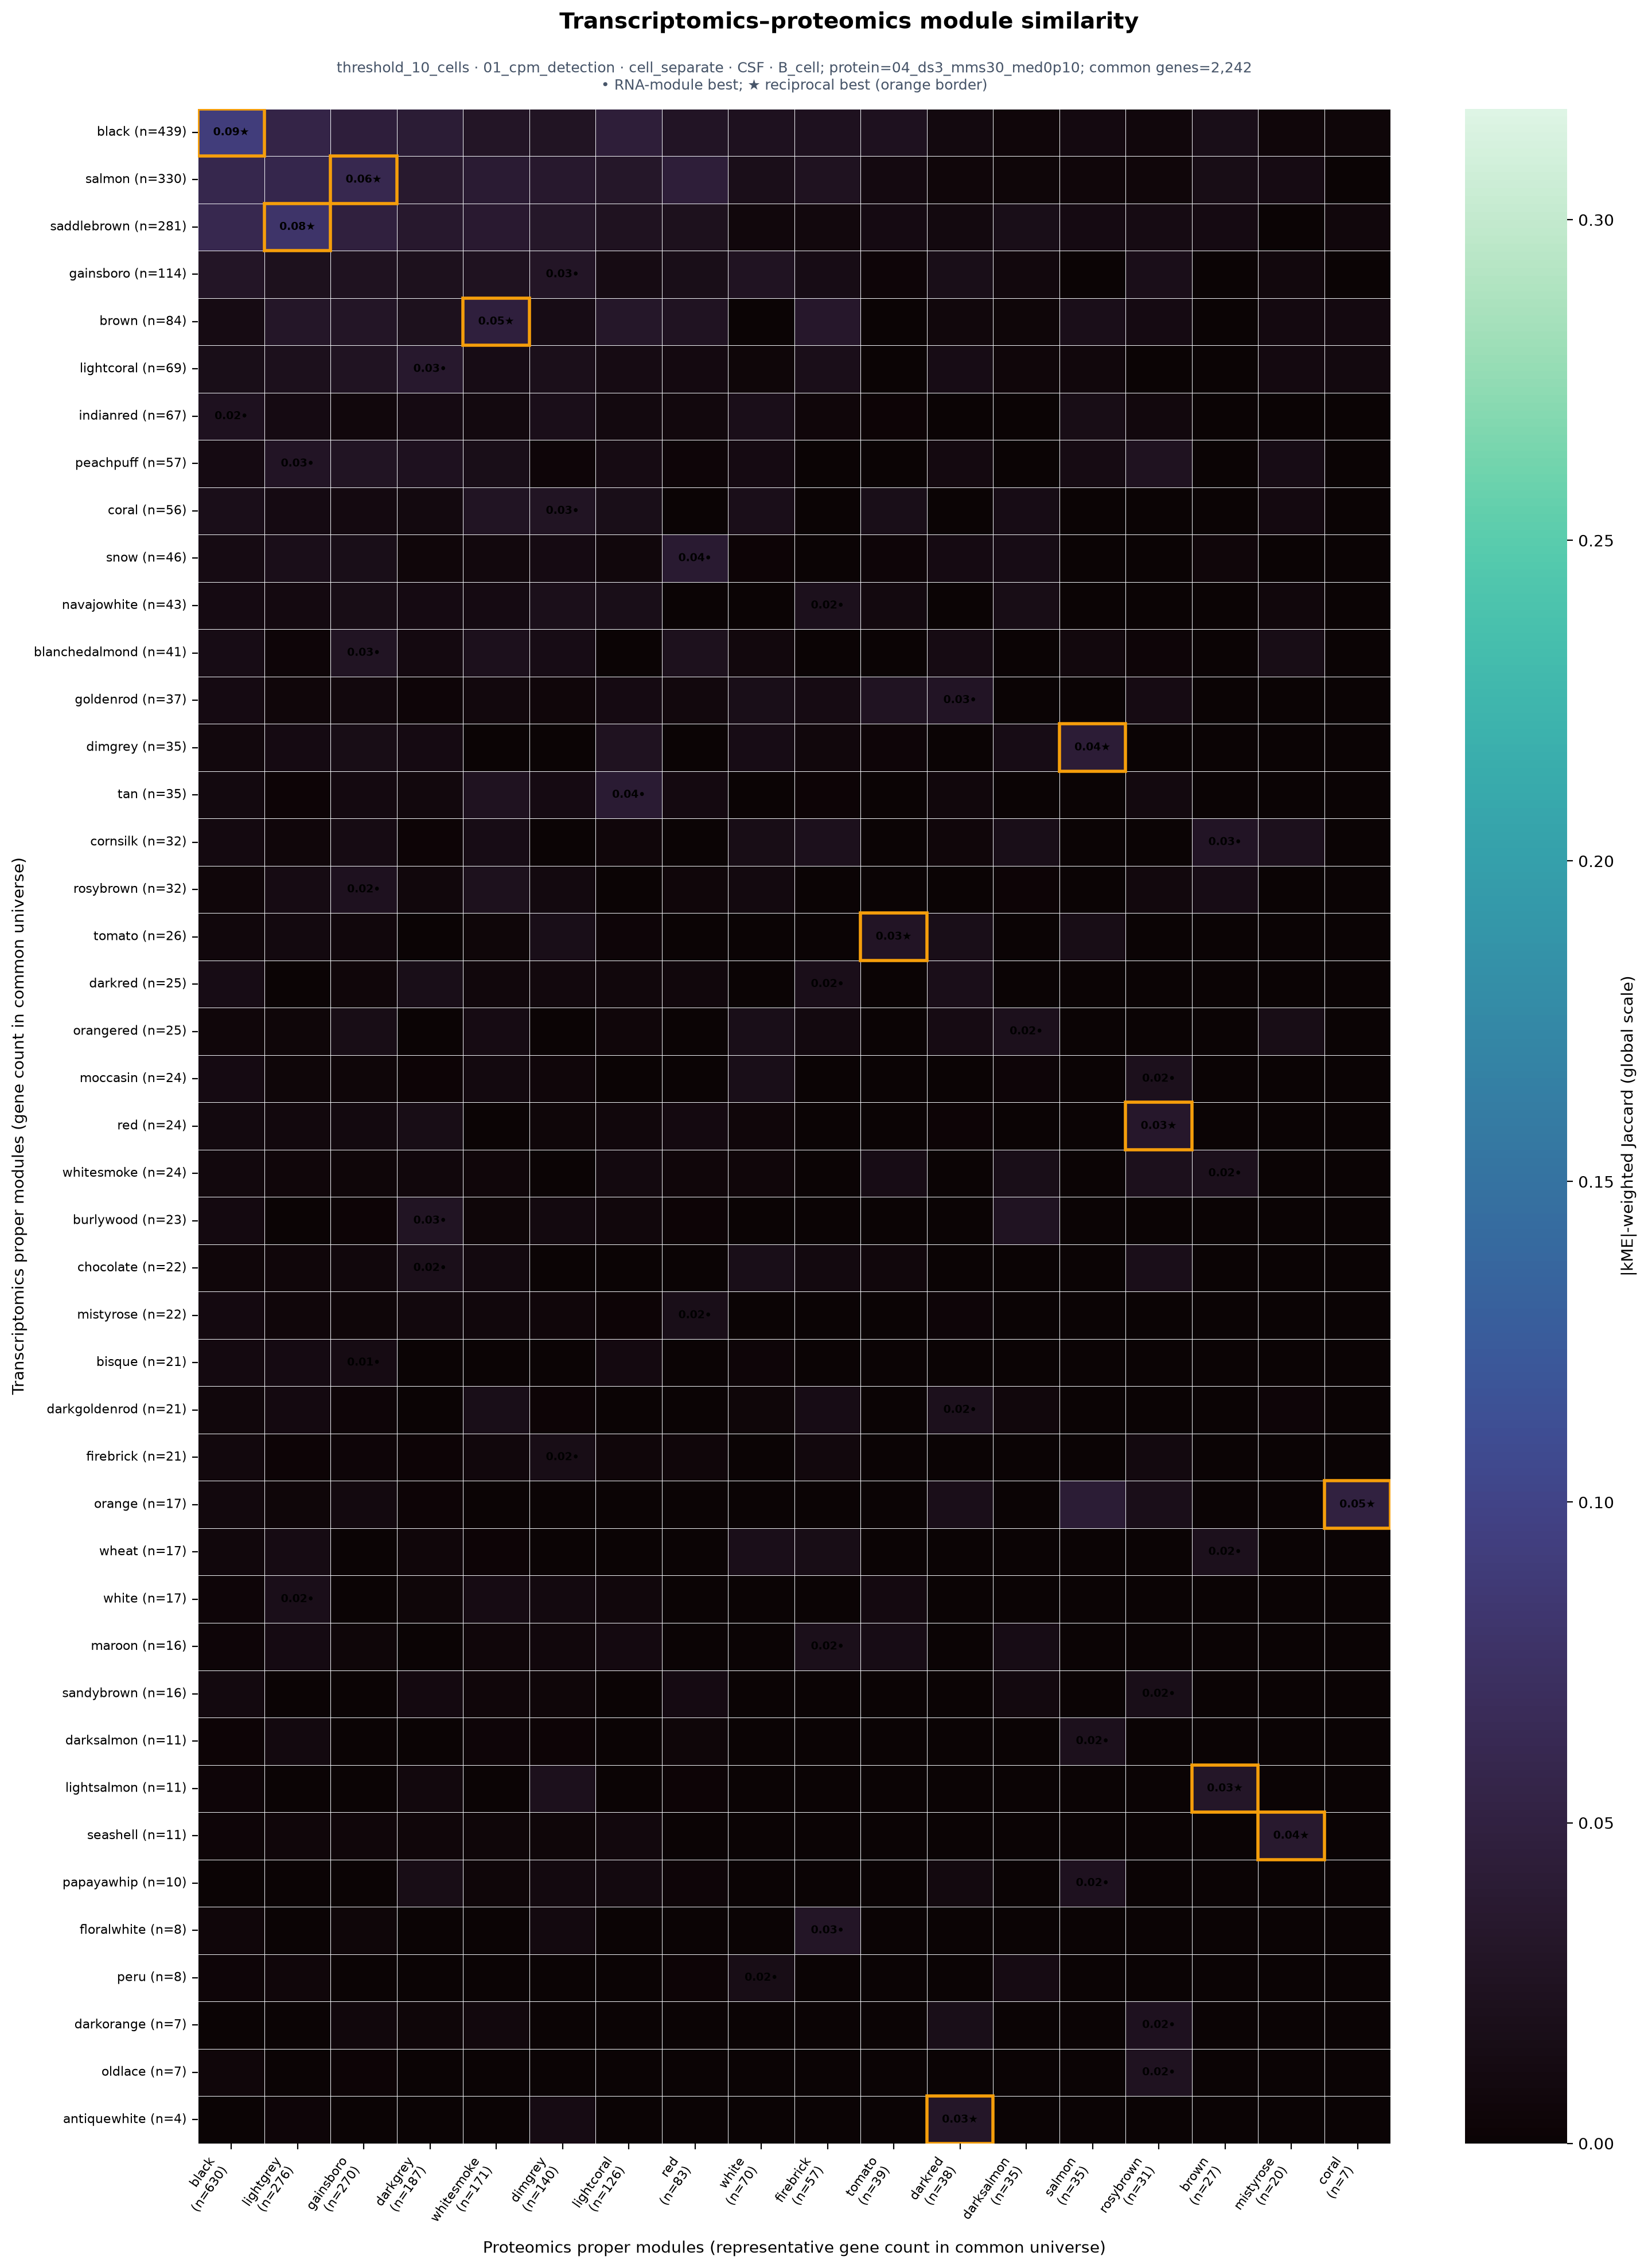 Transcriptomics–proteomics module similarity
threshold_10_cells · 01_cpm_detection · cell_separate · CSF · B_cell; protein=04_ds3_mms30_med0p10; common genes=2,242
• RNA-module best; ★ reciprocal best (orange border)
Transcriptomics proper modules (gene count in common universe)
black (n=439)
0.09★
salmon (n=330)
0.06★
saddlebrown (n=281)
0.08★
gainsboro (n=114)
0.03•
brown (n=84)
0.05★
lightcoral (n=69)
0.03•
indianred (n=67)
0.02•
peachpuff (n=57)
0.03•
coral (n=56)
0.03•
snow (n=46)
0.04•
navajowhite (n=43)
0.02•
blanchedalmond (n=41)
0.03•
goldenrod (n=37)
0.03•
dimgrey (n=35)
0.04★
tan (n=35)
0.04•
cornsilk (n=32)
0.03•
rosybrown (n=32)
0.02•
tomato (n=26)
0.03★
darkred (n=25)
0.02•
orangered (n=25)
0.02•
moccasin (n=24)
0.02•
red (n=24)
0.03★
whitesmoke (n=24)
0.02•
burlywood (n=23)
0.03•
chocolate (n=22)
0.02•
mistyrose (n=22)
0.02•
bisque (n=21)
0.01•
darkgoldenrod (n=21)
0.02•
firebrick (n=21)
0.02•
orange (n=17)
0.05★
wheat (n=17)
0.02•
white (n=17)
0.02•
maroon (n=16)
0.02•
sandybrown (n=16)
0.02•
darksalmon (n=11)
0.02•
lightsalmon (n=11)
0.03★
seashell (n=11)
0.04★
papayawhip (n=10)
0.02•
floralwhite (n=8)
0.03•
peru (n=8)
0.02•
darkorange (n=7)
0.02•
oldlace (n=7)
0.02•
antiquewhite (n=4)
0.03★
black
(n=630)
lightgrey
(n=276)
gainsboro
(n=270)
darkgrey
(n=187)
whitesmoke
(n=171)
dimgrey
(n=140)
lightcoral
(n=126)
red
(n=83)
white
(n=70)
firebrick
(n=57)
tomato
(n=39)
darkred
(n=38)
darksalmon
(n=35)
salmon
(n=35)
rosybrown
(n=31)
brown
(n=27)
mistyrose
(n=20)
coral
(n=7)
Proteomics proper modules (representative gene count in common universe)
0.30
0.25
0.20
0.15
0.10
0.05
0.00
|kME|-weighted Jaccard (global scale)